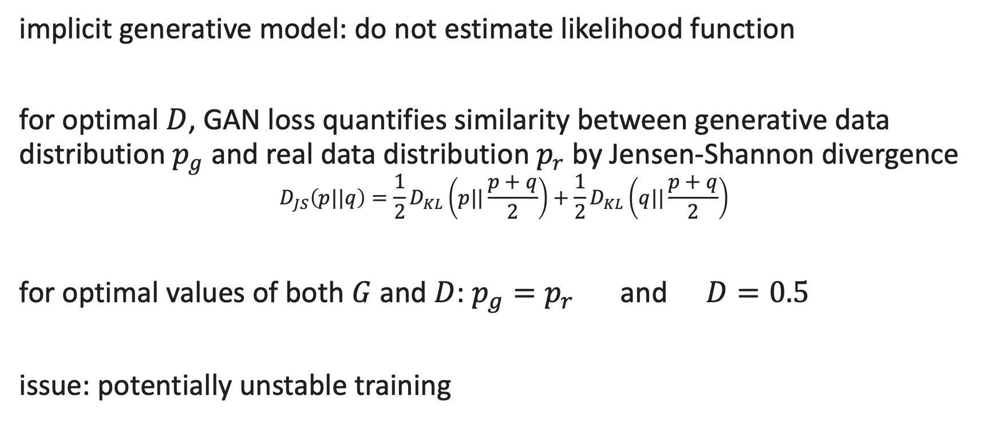 implicit generative model: do not estimate likelihood function
for optimal D, GAN loss quantifies similarity between generative data
distribution p_g and real data distribution p_r by Jensen-Shannon divergence
D_{JS}(p||q) = \frac{1}{2} D_{KL} \left( p || \frac{p + q}{2} \right) + \frac{1}{2} D_{KL} \left( q || \frac{p + q}{2} \right)
for optimal values of both G and D: p_g = p_r and D = 0.5
issue: potentially unstable training